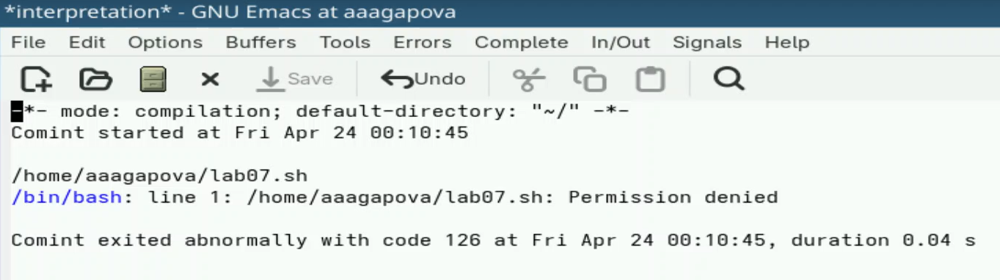 *interpretation* - GNU Emacs at aaagapova
File Edit Options Buffers Tools Errors Complete In/Out Signals Help
Save Undo
-*- mode: compilation; default-directory: "~/" -*-
Comint started at Fri Apr 24 00:10:45
/home/aaagapova/lab07.sh
/bin/bash: line 1: /home/aaagapova/lab07.sh: Permission denied
Comint exited abnormally with code 126 at Fri Apr 24 00:10:45, duration 0.04 s